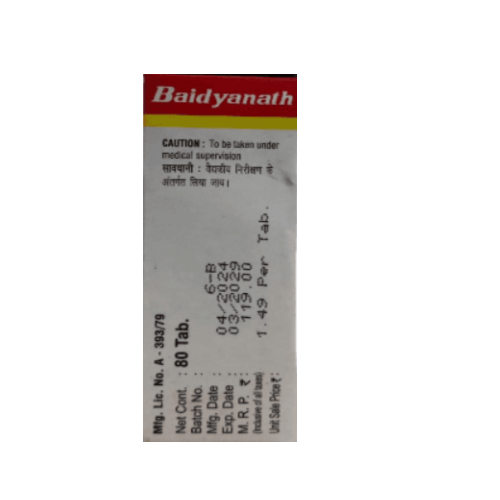 Baidyanath
CAUTION : To be taken under
medical supervision
सावधानी : वैद्यकीय निरीक्षण के
अंतर्गत लिया जाय।
Mfg. Lic. No. A - 393/79
Net Cont. : 80 Tab.
Batch No. : 6-B
Mfg. Date : 04/2024
Exp. Date : 03/2029
M. R. P. ₹ : 119.00
(Inclusive of all taxes)
Unit Sale Price ₹ : 1.49 Per Tab.